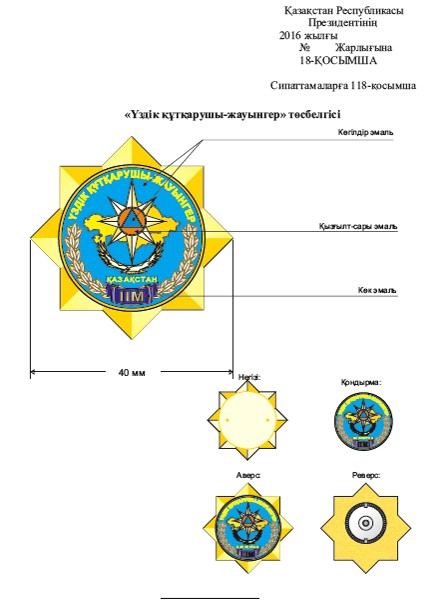 Қазақстан Республикасы
Президентінің
2016 жылғы
№ Жарлығына
18-ҚОСЫМША
Сипаттамаларға 118-қосымша
«Үздік құтқарушы-жауынгер» төсбелгісі
Көгілдір эмаль
ҮЗДІК ҚҰТҚАРУШЫ-ЖАУЫНГЕР
Қызғылт-сары эмаль
ҚАЗАҚСТАН
ІІМ
Көк эмаль
40 мм
Негізі:
Қондырма:
Аверс:
Реверс: